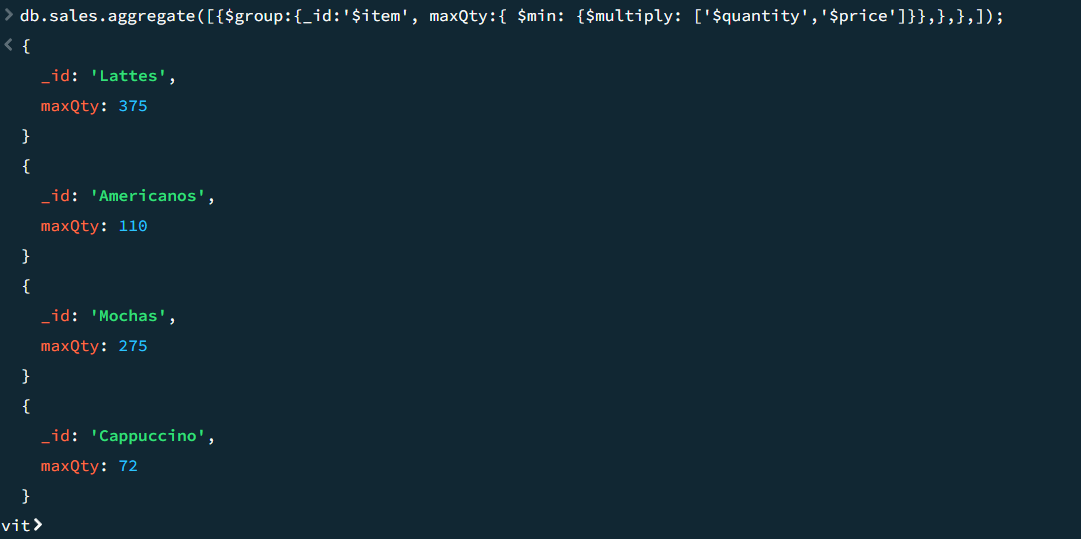 db.sales.aggregate([{$group:{_id:'$item', maxQty:{ $min: {$multiply: ['$quantity','$price']}},},},]);
{
_id: 'Lattes',
maxQty: 375
}
{
_id: 'Americanos',
maxQty: 110
}
{
_id: 'Mochas',
maxQty: 275
}
{
_id: 'Cappuccino',
maxQty: 72
}
vit>